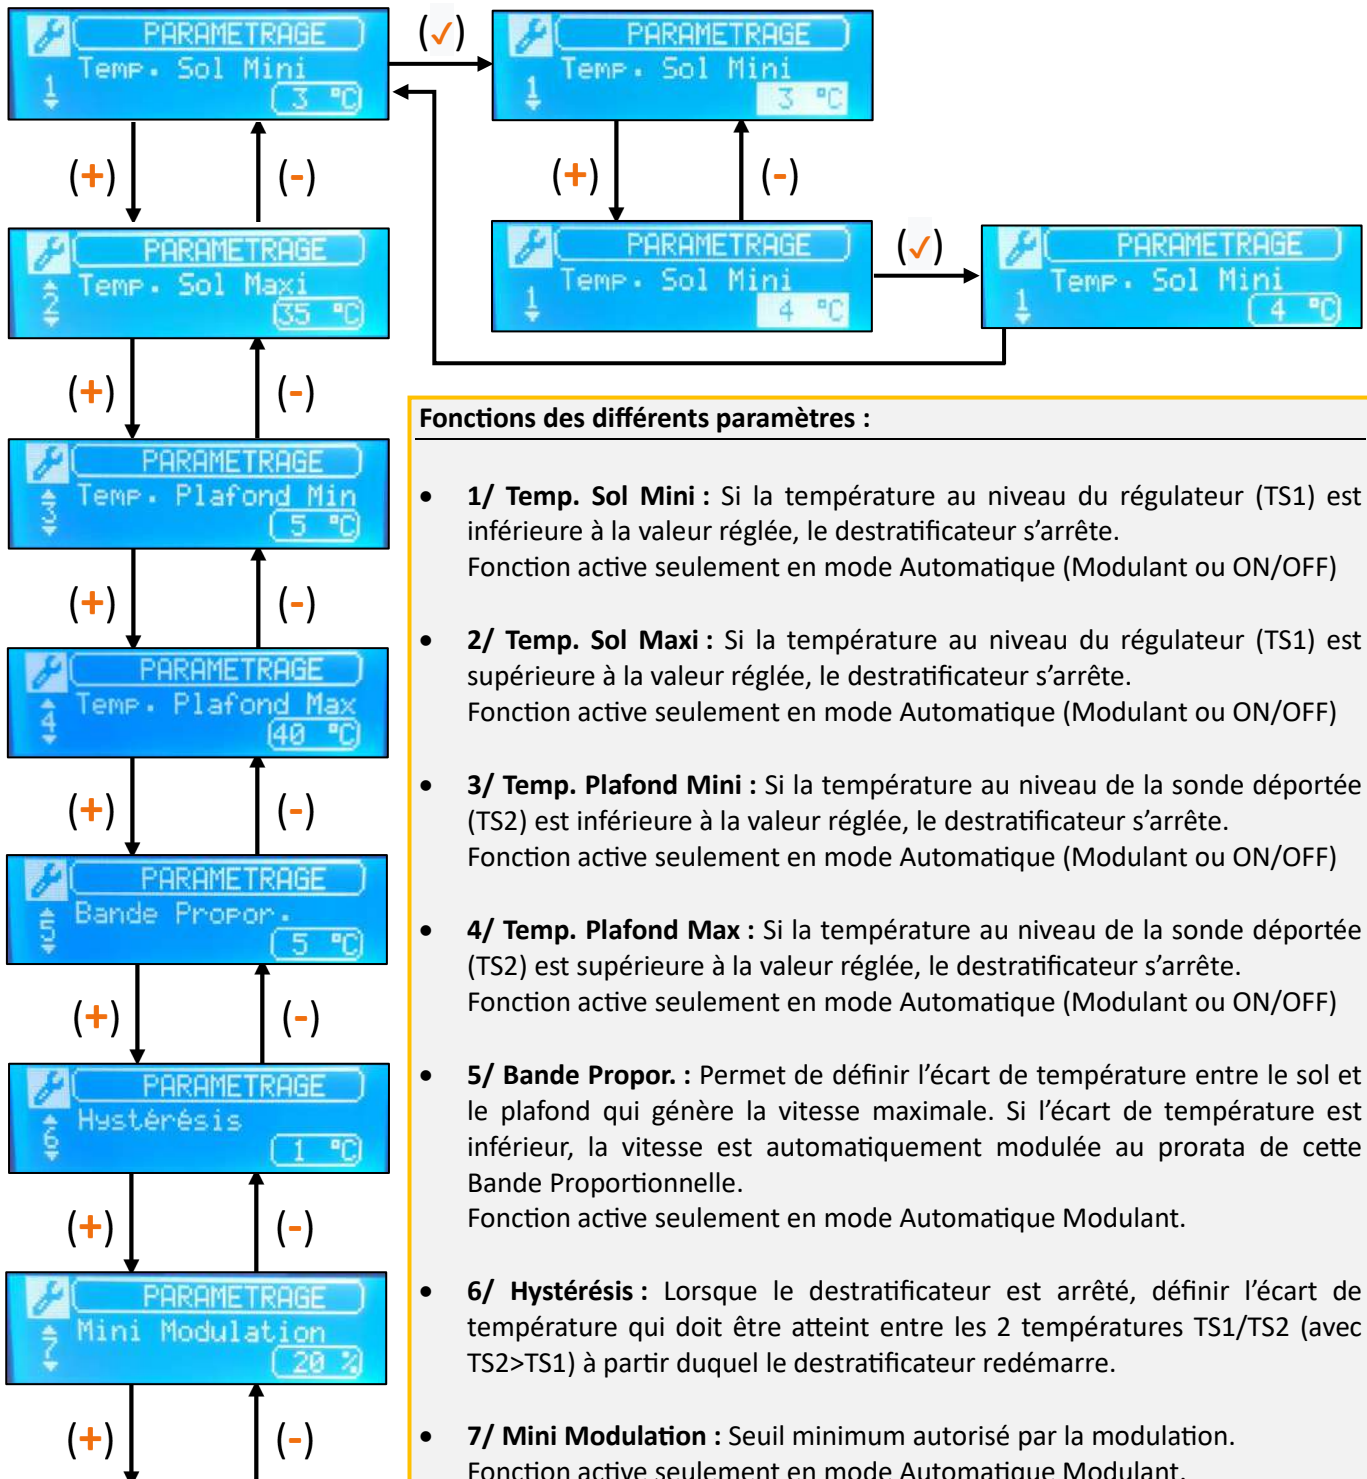 PARAMETRAGE
Temp. Sol Mini
1
3 °C
(✓)
PARAMETRAGE
Temp. Sol Mini
1
3 °C
(+)
(-)
(+)
(-)
PARAMETRAGE
Temp. Sol Maxi
2
35 °C
PARAMETRAGE
Temp. Sol Mini
1
4 °C
(✓)
PARAMETRAGE
Temp. Sol Mini
1
4 °C
(+)
(-)
PARAMETRAGE
Temp. Plafond Min
3
5 °C
(+)
(-)
PARAMETRAGE
Temp. Plafond Max
4
40 °C
(+)
(-)
PARAMETRAGE
Bande Propor.
5
5 °C
(+)
(-)
PARAMETRAGE
Hystérésis
6
1 °C
(+)
(-)
PARAMETRAGE
Mini Modulation
7
20 %
(+)
(-)
Fonctions des différents paramètres :
• 1/ Temp. Sol Mini : Si la température au niveau du régulateur (TS1) est
inférieure à la valeur réglée, le destratificateur s’arrête.
Fonction active seulement en mode Automatique (Modulant ou ON/OFF)
• 2/ Temp. Sol Maxi : Si la température au niveau du régulateur (TS1) est
supérieure à la valeur réglée, le destratificateur s’arrête.
Fonction active seulement en mode Automatique (Modulant ou ON/OFF)
• 3/ Temp. Plafond Mini : Si la température au niveau de la sonde déportée
(TS2) est inférieure à la valeur réglée, le destratificateur s’arrête.
Fonction active seulement en mode Automatique (Modulant ou ON/OFF)
• 4/ Temp. Plafond Max : Si la température au niveau de la sonde déportée
(TS2) est supérieure à la valeur réglée, le destratificateur s’arrête.
Fonction active seulement en mode Automatique (Modulant ou ON/OFF)
• 5/ Bande Propor. : Permet de définir l’écart de température entre le sol et
le plafond qui génère la vitesse maximale. Si l’écart de température est
inférieur, la vitesse est automatiquement modulée au prorata de cette
Bande Proportionnelle.
Fonction active seulement en mode Automatique Modulant.
• 6/ Hystérésis : Lorsque le destratificateur est arrêté, définir l’écart de
température qui doit être atteint entre les 2 températures TS1/TS2 (avec
TS2>TS1) à partir duquel le destratificateur redémarre.
• 7/ Mini Modulation : Seuil minimum autorisé par la modulation.
Fonction active seulement en mode Automatique Modulant.